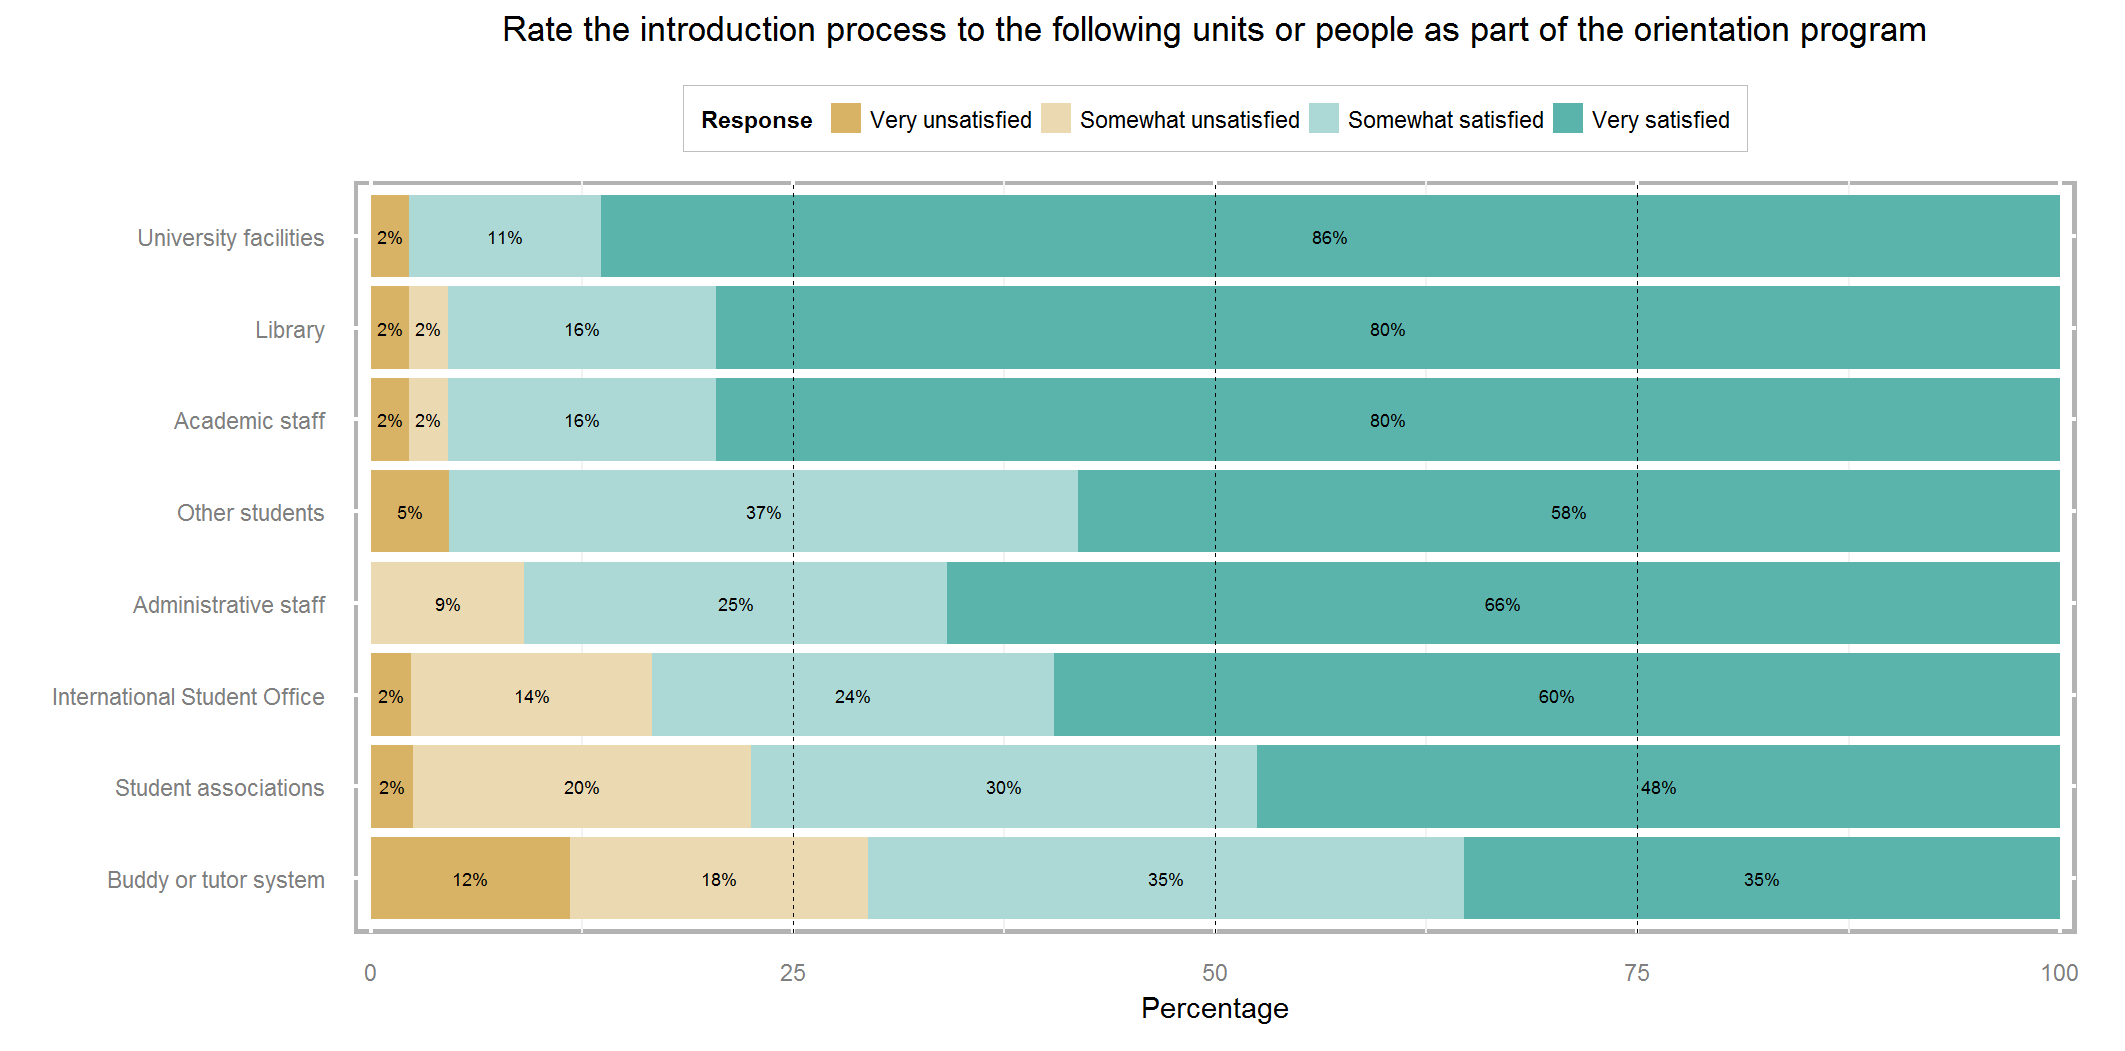 Rate the introduction process to the following units or people as part of the orientation program
Response Very unsatisfied Somewhat unsatisfied Somewhat satisfied Very satisfied
University facilities 2% 11% 86%
Library 2% 2% 16% 80%
Academic staff 2% 2% 16% 80%
Other students 5% 37% 58%
Administrative staff 9% 25% 66%
International Student Office 2% 14% 24% 60%
Student associations 2% 20% 30% 48%
Buddy or tutor system 12% 18% 35% 35%
0 25 50 75 100
Percentage